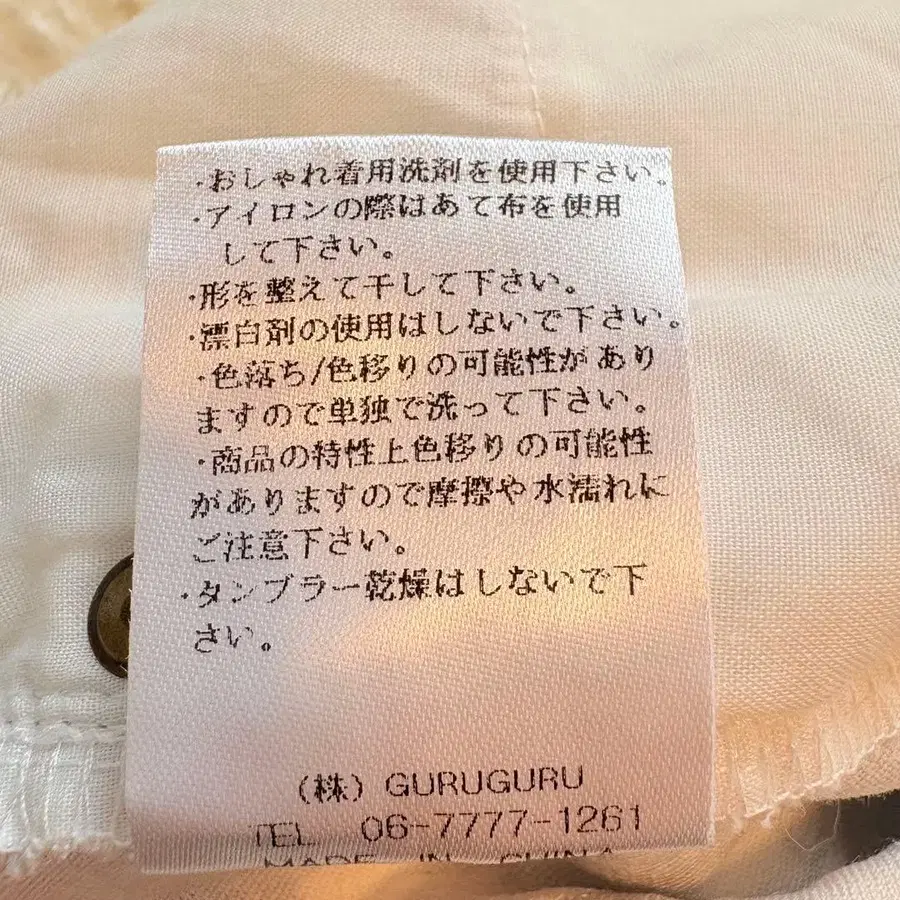 ・おしゃれ着用洗剤を使用下さい。
・アイロンの際はあて布を使用
して下さい。
・形を整えて干して下さい。
・漂白剤の使用はしないで下さい。
・色落ち/色移りの可能性があり
ますので単独で洗って下さい。
・商品の特性上色移りの可能性
がありますので摩擦や水濡れに
ご注意下さい。
・タンブラー乾燥はしないで下
さい。
(株) GURUGURU
TEL 06-7777-1261
MADE IN CHINA